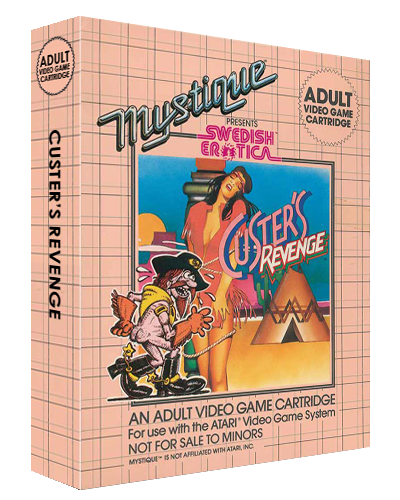 ADULT
VIDEO GAME
CARTRIDGE
CUSTER'S REVENGE
mystique
PRESENTS
SWEDISH
EROTICA
ADULT
VIDEO GAME
CARTRIDGE
CUSTER'S
REVENGE
AN ADULT VIDEO GAME CARTRIDGE
For use with the ATARI® Video Game System
NOT FOR SALE TO MINORS
MYSTIQUE™ IS NOT AFFILIATED WITH ATARI, INC.